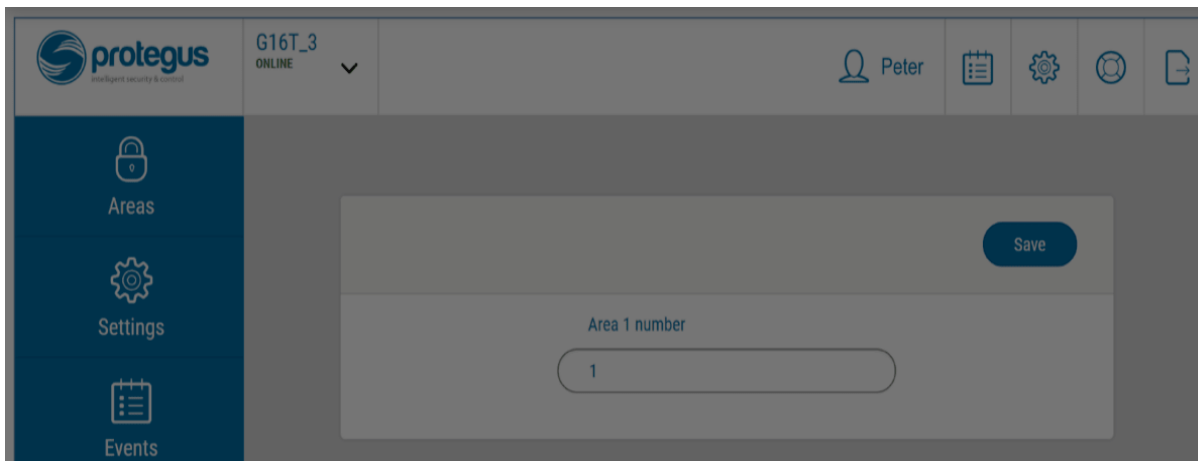 protegus
intelligent security & control
G16T_3
ONLINE
Peter
Areas
Save
Settings
Area 1 number
1
Events